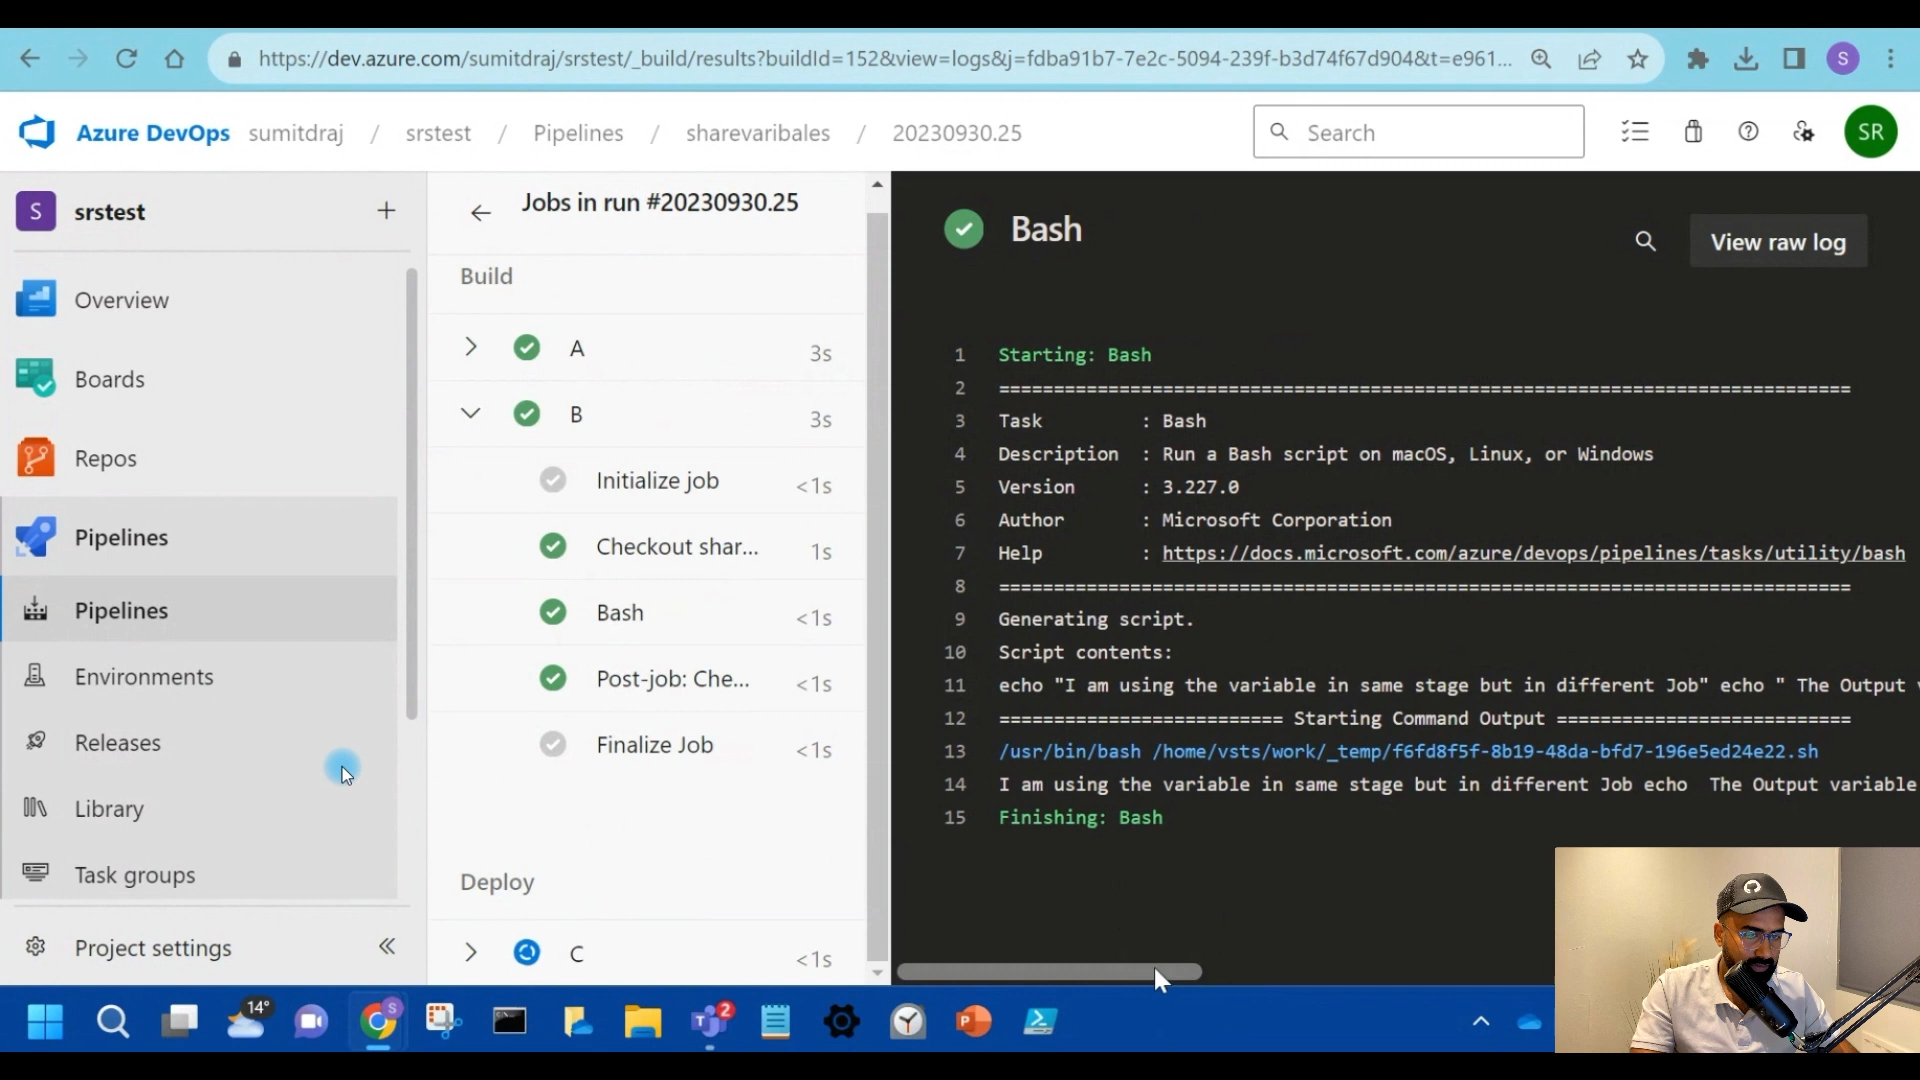 https://dev.azure.com/sumitdraj/srstest/_build/results?buildId=152&view=logs&j=fdba91b7-7e2c-5094-239f-b3d74f67d904&t=e961...
S
Azure DevOps sumitdraj / srstest / Pipelines / sharevaribales / 20230930.25
Search
SR
S srstest
Overview
Boards
Repos
Pipelines
Pipelines
Environments
Releases
Library
Task groups
Project settings
Jobs in run #20230930.25
Build
A 3s
B 3s
Initialize job <1s
Checkout shar... 1s
Bash <1s
Post-job: Che... <1s
Finalize Job <1s
Deploy
C <1s
Bash
View raw log
1 Starting: Bash
2 ==============================================================================
3 Task : Bash
4 Description : Run a Bash script on macOS, Linux, or Windows
5 Version : 3.227.0
6 Author : Microsoft Corporation
7 Help : https://docs.microsoft.com/azure/devops/pipelines/tasks/utility/bash
8 ==============================================================================
9 Generating script.
10 Script contents:
11 echo "I am using the variable in same stage but in different Job" echo " The Output
12 ========================== Starting Command Output ===========================
13 /usr/bin/bash /home/vsts/work/_temp/f6fd8f5f-8b19-48da-bfd7-196e5ed24e22.sh
14 I am using the variable in same stage but in different Job echo The Output variable
15 Finishing: Bash
14°
S
2